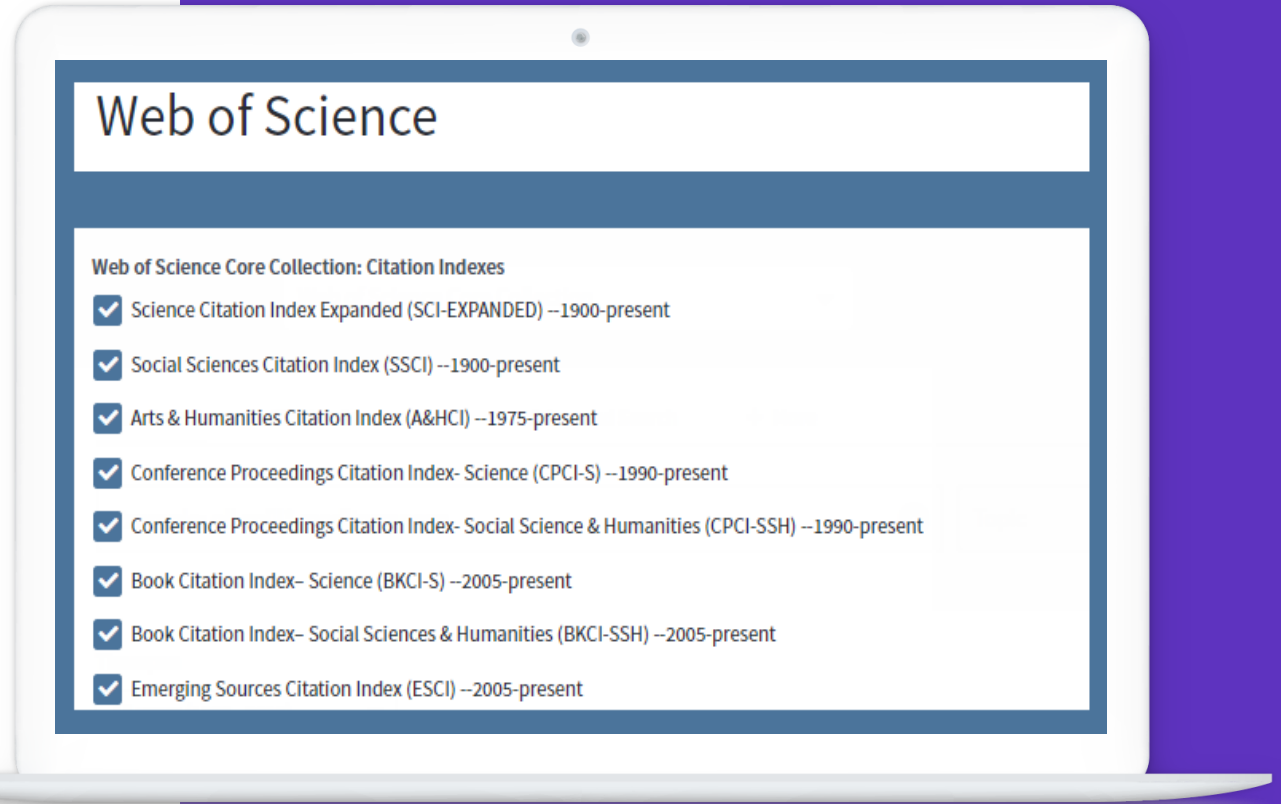 Web of Science
Web of Science Core Collection: Citation Indexes
Science Citation Index Expanded (SCI-EXPANDED) --1900-present
Social Sciences Citation Index (SSCI) --1900-present
Arts & Humanities Citation Index (A&HCI) --1975-present
Conference Proceedings Citation Index- Science (CPCI-S) --1990-present
Conference Proceedings Citation Index- Social Science & Humanities (CPCI-SSH) --1990-present
Book Citation Index– Science (BKCI-S) --2005-present
Book Citation Index– Social Sciences & Humanities (BKCI-SSH) --2005-present
Emerging Sources Citation Index (ESCI) --2005-present